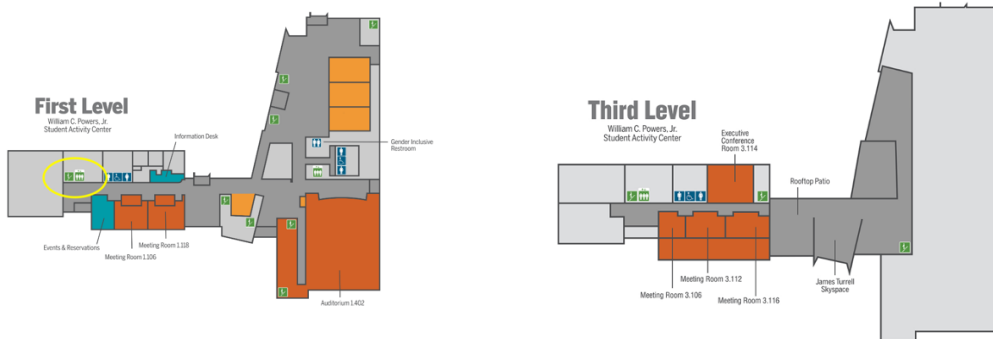 First Level
William C. Powers, Jr.
Student Activity Center
Information Desk
Gender Inclusive
Restroom
Events & Reservations
Meeting Room 1.118
Meeting Room 1.106
Auditorium 1.402
Third Level
William C. Powers, Jr.
Student Activity Center
Executive
Conference
Room 3.114
Rooftop Patio
Meeting Room 3.112
Meeting Room 3.106
Meeting Room 3.116
James Turrell
Skyspace